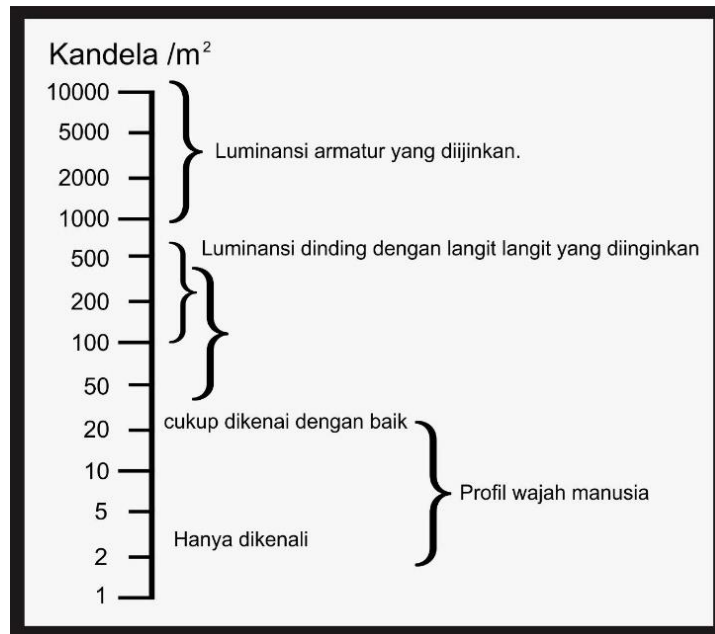 Kandela /m²
10000
5000
Luminansi armatur yang diijinkan.
2000
1000
Luminansi dinding dengan langit langit yang diinginkan
500
200
100
50
cukup dikenai dengan baik
20
10
Profil wajah manusia
5
Hanya dikenali
2
1